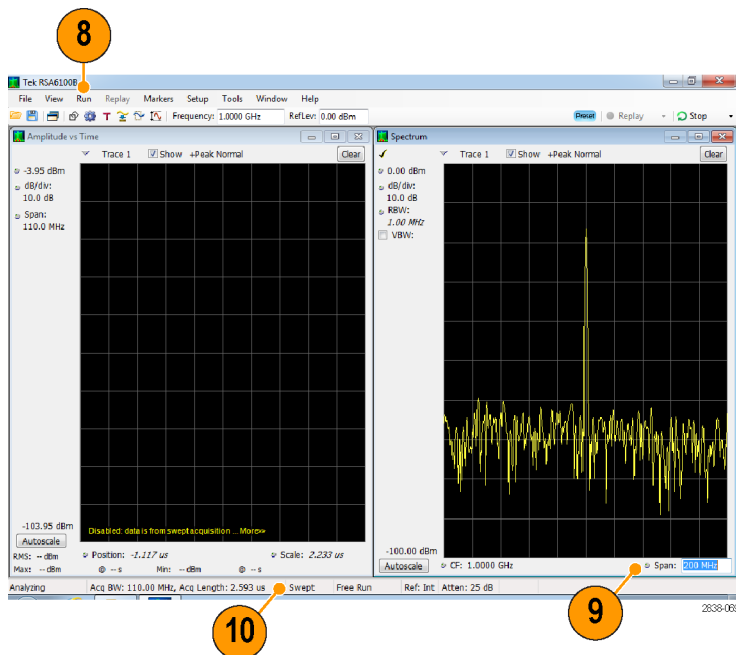 8
Tek RSA6100B
File View Run Replay Markers Setup Tools Window Help
T Frequency: 1.0000 GHz RefLev: 0.00 dBm Preset Replay Stop
Amplitude vs Time
Trace 1 Show +Peak Normal Clear
-3.95 dBm
dB/div:
10.0 dB
Span:
110.0 MHz
-103.95 dBm
Disabled: data is from swept acquisition ... More>>
Autoscale
RMS: -- dBm Position: -1.117 us Scale: 2.233 us
Max: -- dBm @ -- s Min: -- dBm @ -- s
Spectrum
Trace 1 Show +Peak Normal Clear
0.00 dBm
dB/div:
10.0 dB
RBW:
1.00 MHz
VBW:
-100.00 dBm
Autoscale CF: 1.0000 GHz Span: 200 MHz
Analyzing Acq BW: 110.00 MHz, Acq Length: 2.593 us Swept Free Run Ref: Int Atten: 25 dB
9
10